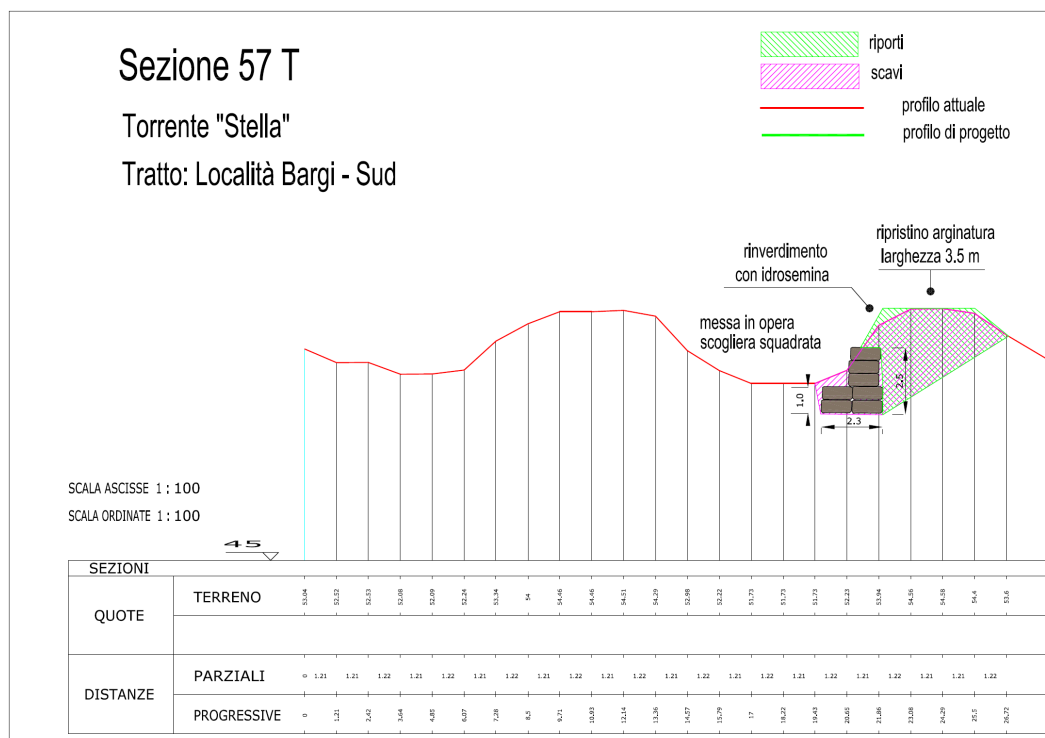 Sezione 57 T
Torrente "Stella"
Tratto: Località Bargi - Sud
riporti
scavi
profilo attuale
profilo di progetto
ripristino arginatura
larghezza 3.5 m
rinverdimento
con idrosemina
messa in opera
scogliera squadrata
2.5
1.0
2.3
SCALA ASCISSE 1 : 100
SCALA ORDINATE 1 : 100
45
SEZIONI
QUOTE
TERRENO
53.04 52.52 52.53 52.08 52.09 52.24 53.34 54 54.46 54.46 54.51 54.29 52.98 52.22 51.73 51.73 51.73 52.23 53.94 54.56 54.58 54.4 53.6
DISTANZE
PARZIALI
0 1.21 1.21 1.22 1.21 1.22 1.21 1.22 1.21 1.22 1.21 1.22 1.21 1.22 1.21 1.22 1.21 1.22 1.21 1.22 1.21 1.21 1.22
PROGRESSIVE
0 1.21 2.42 3.64 4.85 6.07 7.28 8.5 9.71 10.93 12.14 13.36 14.57 15.79 17 18.22 19.43 20.65 21.86 23.08 24.29 25.5 26.72